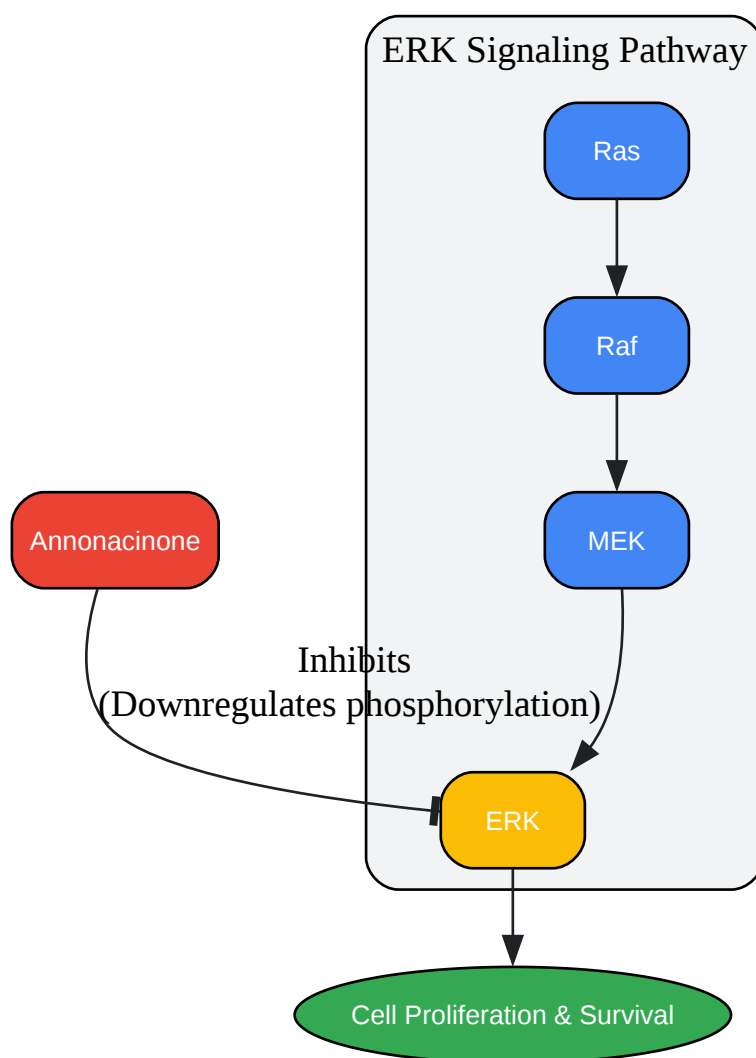 ERK Signaling Pathway
Ras
Raf
Annonacinone
MEK
Inhibits
(Downregulates phosphorylation)
ERK
Cell Proliferation & Survival